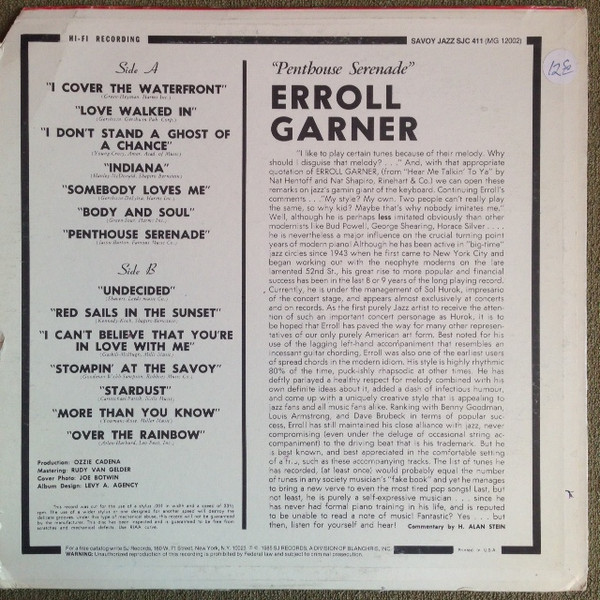 HI-FI RECORDING
SAVOY JAZZ SJC 411 (MG 12002)
Side A
"I COVER THE WATERFRONT"
"LOVE WALKED IN"
"I DON'T STAND A GHOST OF
A CHANCE"
"INDIANA"
"SOMEBODY LOVES ME"
"BODY AND SOUL"
"PENTHOUSE SERENADE"
Side B
"UNDECIDED"
"RED SAILS IN THE SUNSET"
"I CAN'T BELIEVE THAT YOU'RE
IN LOVE WITH ME"
"STOMPIN' AT THE SAVOY"
"STARDUST"
"MORE THAN YOU KNOW"
"OVER THE RAINBOW"
Production: OZZIE CADENA
Mastering: RUDY VAN GELDER
Cover Photo: JOE BOTWIN
Album Design: LEVY A. AGENCY
"Penthouse Serenade"
ERROLL
GARNER
"I like to play certain tunes because of their melody. Why
should I disguise that melody? . . ." And, with that appropriate
quotation of ERROLL GARNER, (from "Hear Me Talkin' To Ya" by
Nat Hentoff and Nat Shapiro, Rinehart & Co.) we can open these
remarks on jazz's gamin giant of the keyboard. Continuing Erroll's
comments . . . "My style? My own. Two people can't really play
the same, so why kid? Maybe that's why nobody imitates me."
Well, although he is perhaps less imitated obviously than other
modernists like Bud Powell, George Shearing, Horace Silver . . . .
he is nevertheless a major influence on the crucial turning point
years of modern piano! Although he has been active in "big-time"
jazz circles since 1943 when he first came to New York City and
began working out with the neophyte moderns on the late
lamented 52nd St., his great rise to more popular and financial
success has been in the last 8 or 9 years of the long playing record.
Currently, he is under the management of Sol Hurok, impresario
of the concert stage, and appears almost exclusively at concerts
and on records. As the first purely Jazz artist to receive the atten-
tion of such an important concert personage as Hurok, it is to
be hoped that Erroll has paved the way for many other represen-
tatives of our only purely American art form. Best noted for his
use of the lagging left-hand accompaniment that resembles an
incessant guitar chording, Erroll was also one of the earliest users
of spread chords in the modern idiom. His style is highly rhythmic
80% of the time, puck-ishly rhapsodic at other times. He has
deftly parlayed a healthy respect for melody combined with his
own definite ideas about it, added a dash of infectious humour,
and come up with a uniquely creative style that is appealing to
jazz fans and all music fans alike. Ranking with Benny Goodman,
Louis Armstrong, and Dave Brubeck in terms of popular suc-
cess, Erroll has still maintained his close alliance with jazz, never
compromising (even under the deluge of occasional string ac-
companiment) to the driving beat that is his trademark. But he
is best known, and best appreciated in the comfortable setting
of a such as these accompanying tracks. The list of tunes he
has recorded, (at least once) would probably equal the number
of tunes in any society musician's "fake book" and yet he manages
to bring a new verve to even the most tired pop songs! Last, but
not least, he is purely a self-expressive musician . . . . since he
has never had formal piano training in his life, and is reputed
to be unable to read a note of music! Fantastic? Yes . . . but
then, listen for yourself and hear! Commentary by H. ALAN STEIN
WARNING: Unauthorized reproduction of this recording is prohibited by Federal law and subject to criminal prosecution.
Printed in U.S.A.